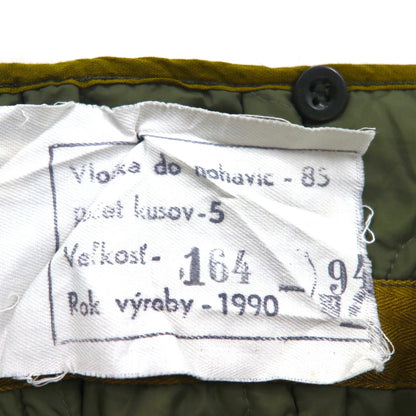 Vložka do nohavic - 85
počet kusov - 5
Veľkosť - 164 - 94
Rok výroby - 1990